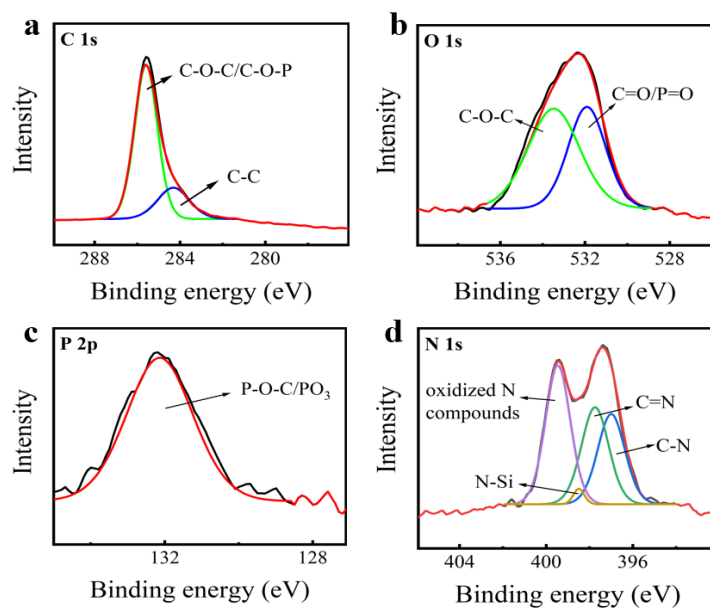 a
C 1s
C-O-C/C-O-P
C-C
Intensity
288 284 280
Binding energy (eV)
b
O 1s
C=O/P=O
C-O-C
Intensity
536 532 528
Binding energy (eV)
c
P 2p
P-O-C/PO₃
Intensity
132 128
Binding energy (eV)
d
N 1s
oxidized N
compounds
C=N
C-N
N-Si
Intensity
404 400 396
Binding energy (eV)